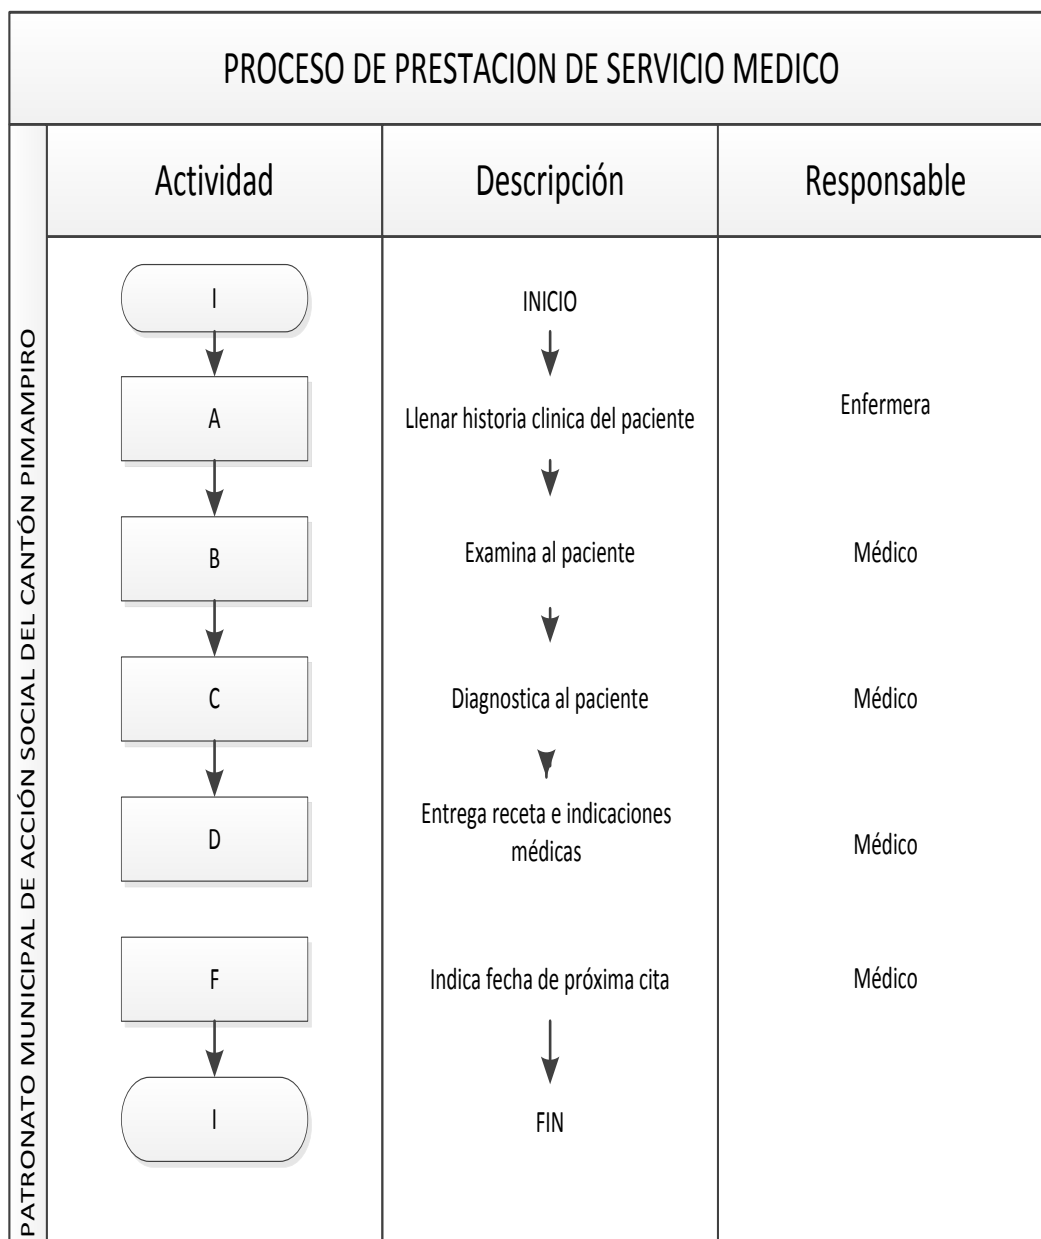 PROCESO DE PRESTACION DE SERVICIO MEDICO
PATRONATO MUNICIPAL DE ACCIÓN SOCIAL DEL CANTÓN PIMAMPIRO
Actividad
Descripción
Responsable
I
INICIO
A
Llenar historia clinica del paciente
Enfermera
B
Examina al paciente
Médico
C
Diagnostica al paciente
Médico
D
Entrega receta e indicaciones
médicas
Médico
F
Indica fecha de próxima cita
Médico
I
FIN